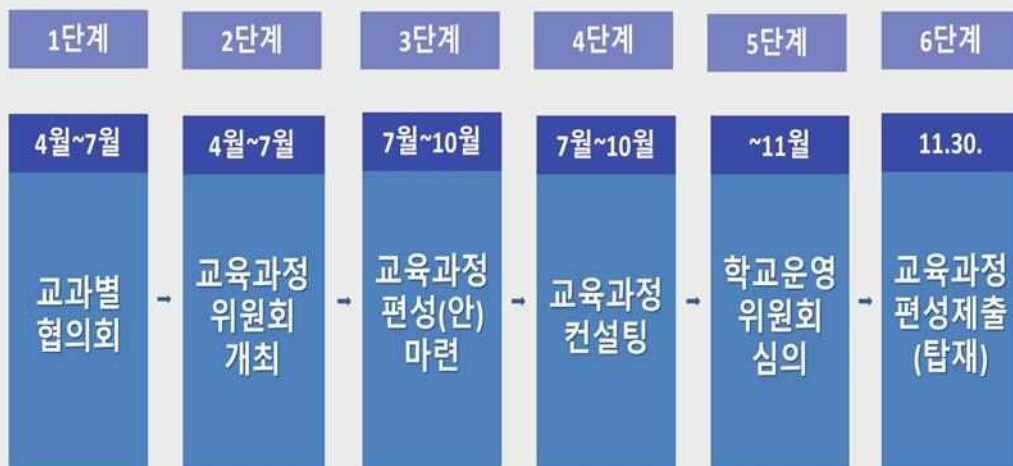 1단계
2단계
3단계
4단계
5단계
6단계
4월~7월
4월~7월
7월~10월
7월~10월
~11월
11.30.
교과별
협의회
교육과정
위원회
개최
교육과정
편성(안)
마련
교육과정
컨설팅
학교운영
위원회
심의
교육과정
편성제출
(탑재)